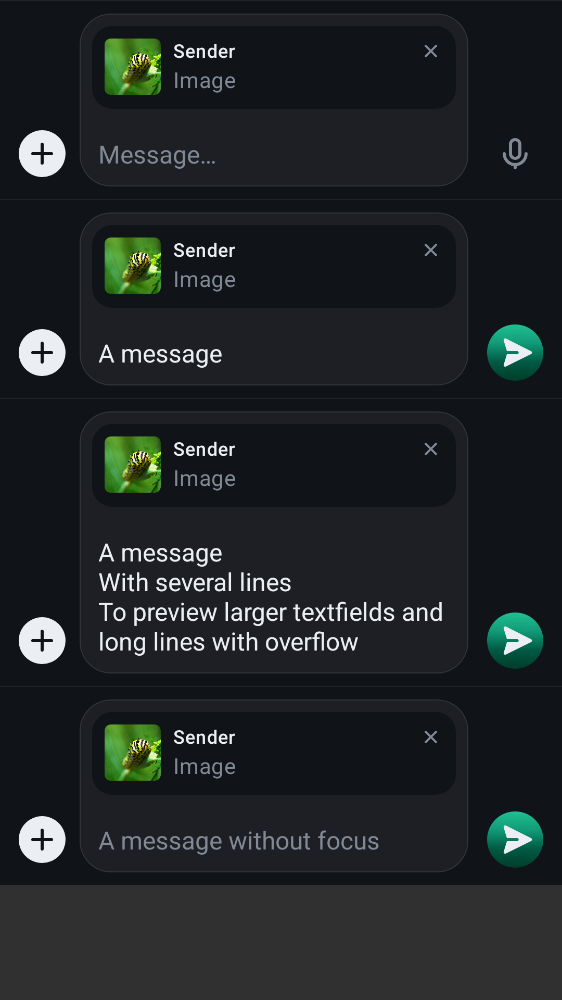 Sender
Image
Message…
Sender
Image
A message
Sender
Image
A message
With several lines
To preview larger textfields and
long lines with overflow
Sender
Image
A message without focus